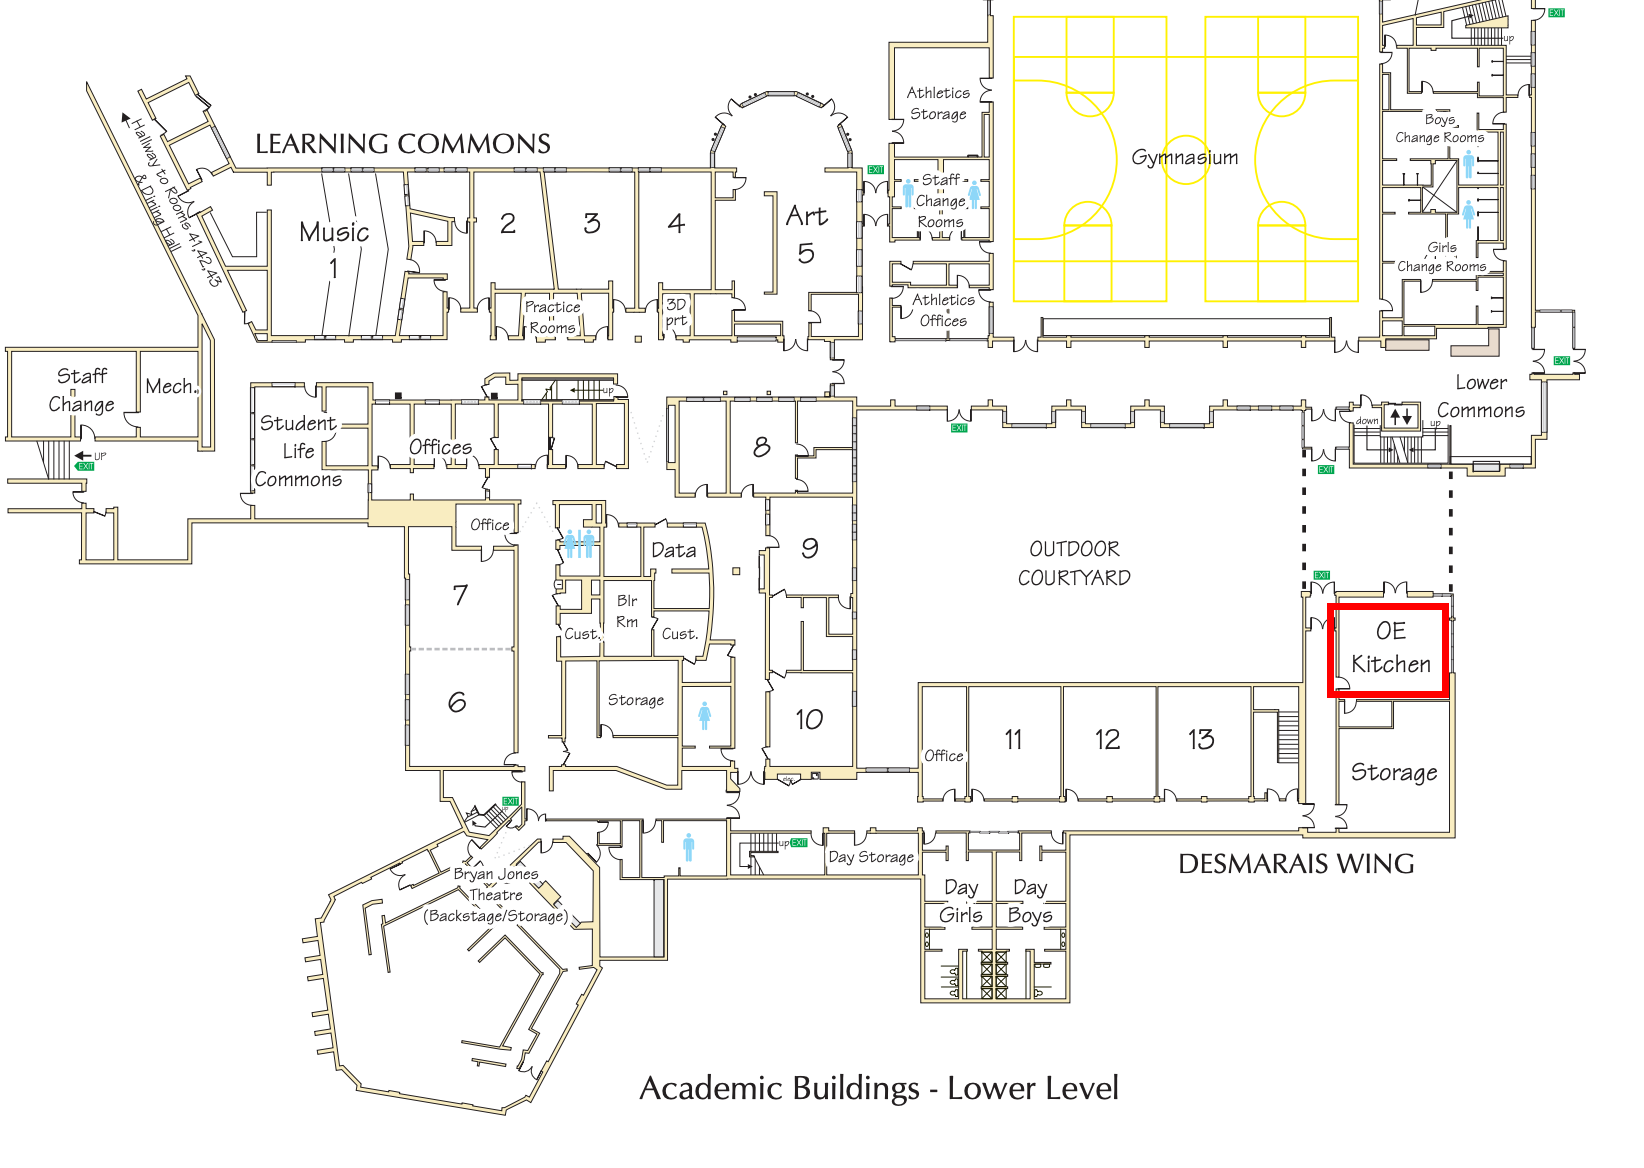 EXIT
up
Athletics
Storage
Gymnasium
Boys
Change Rooms
LEARNING COMMONS
Hallway to Rooms 41,42,43
& Dining Hall
EXIT
Staff
Change
Rooms
Music
1
2
3
4
Art
5
Girls
Change Rooms
Practice
Rooms
3D
prt
Athletics
Offices
EXIT
Staff
Change
Mech.
up
Lower
Commons
Student
Life
Commons
Offices
8
EXIT
down
up
UP
EXIT
EXIT
Office
Data
9
OUTDOOR
COURTYARD
EXIT
7
Blr
Rm
Cust.
Cust.
OE
Kitchen
6
Storage
10
Office
11
12
13
Storage
EXIT
up
up
EXIT
Day Storage
DESMARAIS WING
Bryan Jones
Theatre
(Backstage/Storage)
Day
Girls
Day
Boys
Academic Buildings - Lower Level